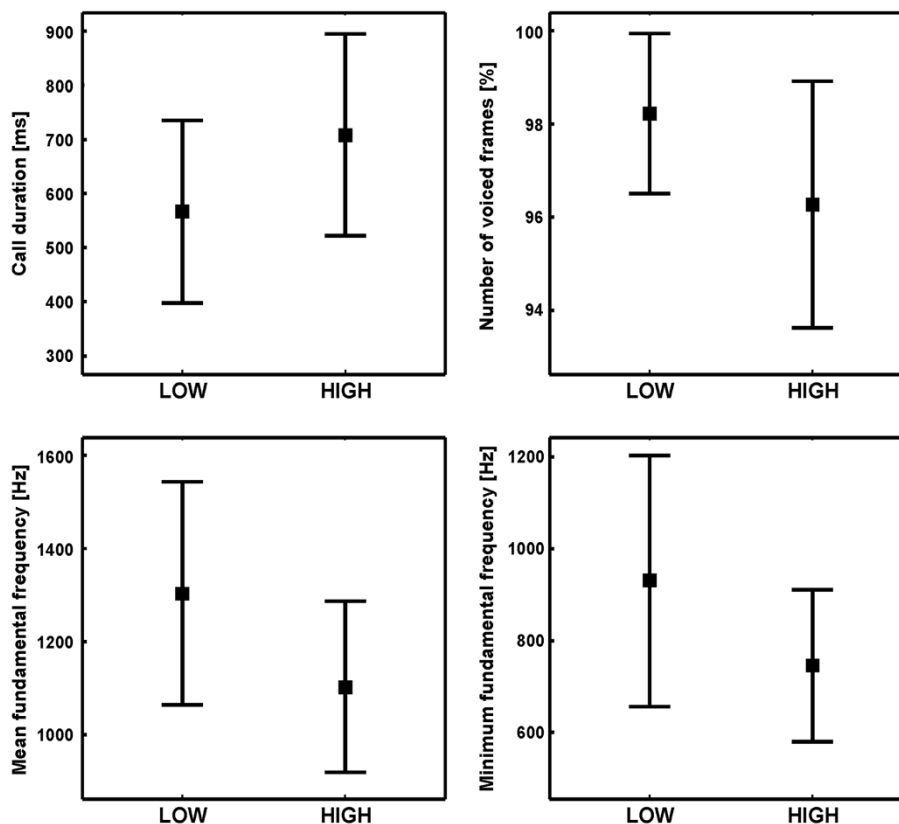 Call duration [ms]
900
800
700
600
500
400
300
LOW HIGH
Number of voiced frames [%]
100
98
96
94
LOW HIGH
Mean fundamental frequency [Hz]
1600
1400
1200
1000
LOW HIGH
Minimum fundamental frequency [Hz]
1200
1000
800
600
LOW HIGH